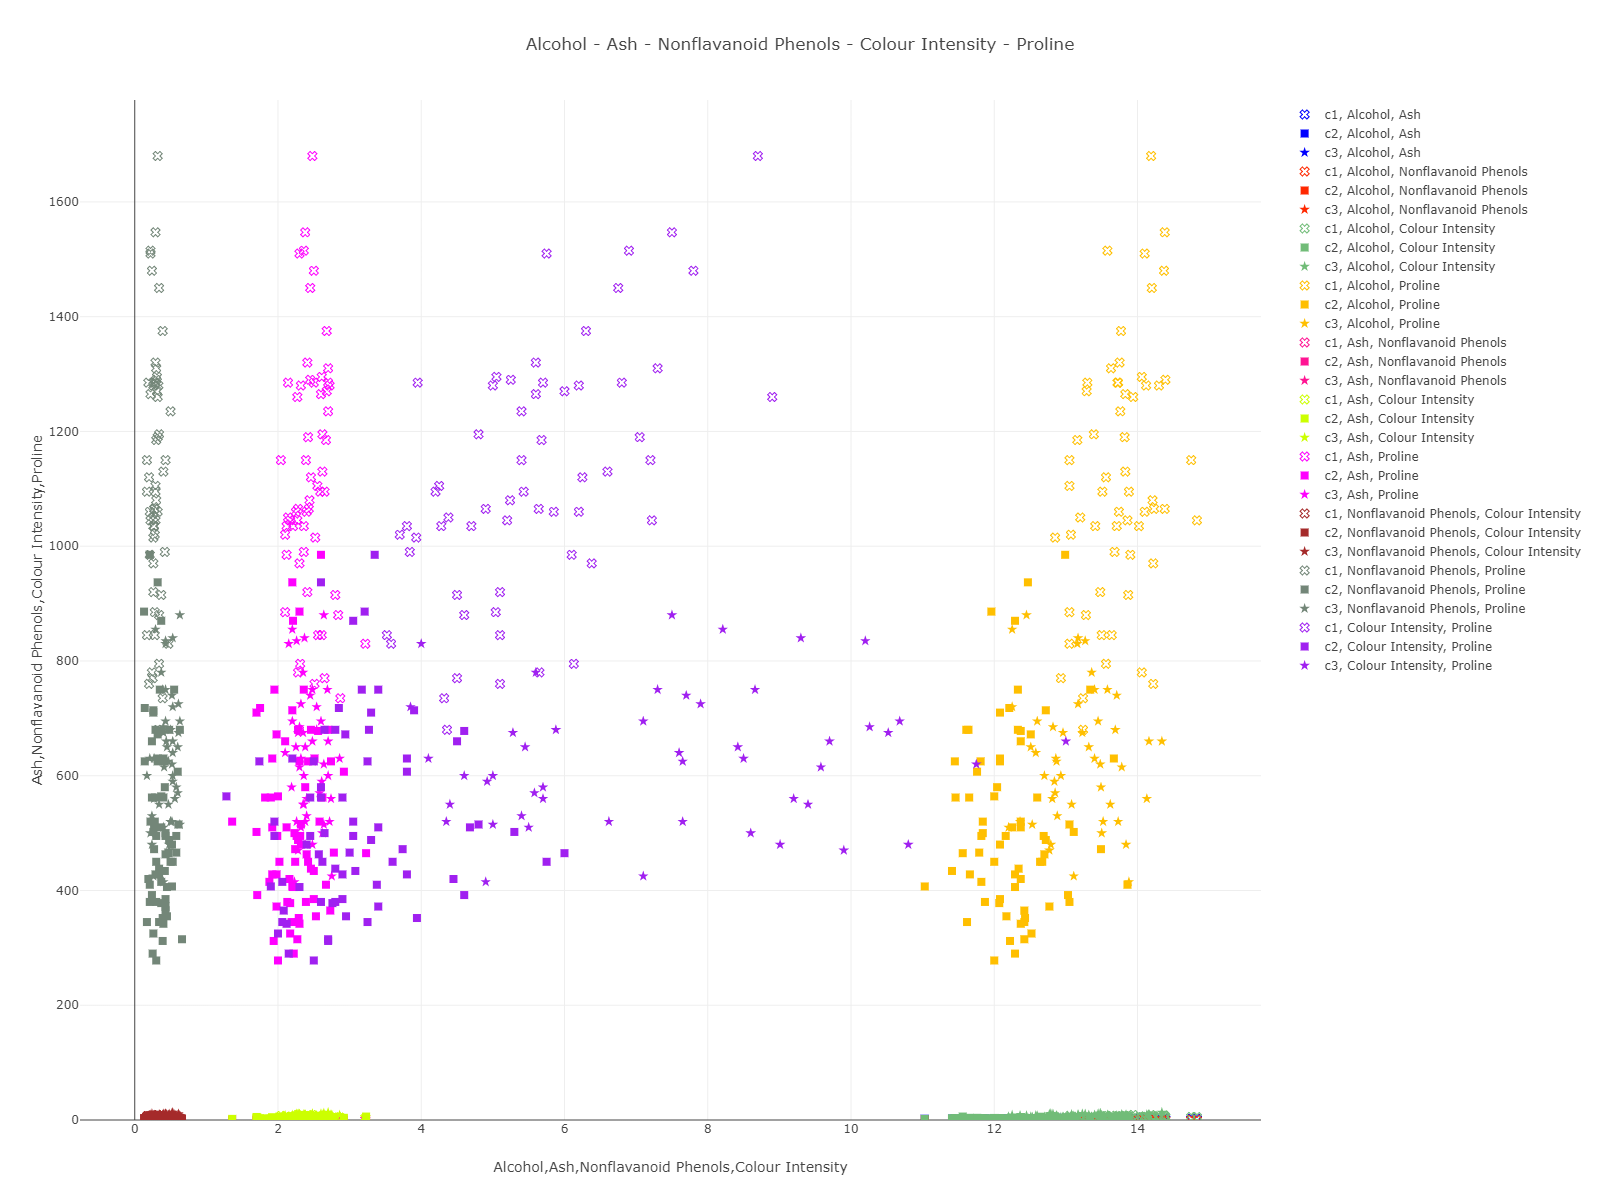 Alcohol - Ash - Nonflavanoid Phenols - Colour Intensity - Proline
Ash,Nonflavanoid Phenols,Colour Intensity,Proline
1600
1400
1200
1000
800
600
400
200
0
0 2 4 6 8 10 12 14
Alcohol,Ash,Nonflavanoid Phenols,Colour Intensity
c1, Alcohol, Ash
c2, Alcohol, Ash
c3, Alcohol, Ash
c1, Alcohol, Nonflavanoid Phenols
c2, Alcohol, Nonflavanoid Phenols
c3, Alcohol, Nonflavanoid Phenols
c1, Alcohol, Colour Intensity
c2, Alcohol, Colour Intensity
c3, Alcohol, Colour Intensity
c1, Alcohol, Proline
c2, Alcohol, Proline
c3, Alcohol, Proline
c1, Ash, Nonflavanoid Phenols
c2, Ash, Nonflavanoid Phenols
c3, Ash, Nonflavanoid Phenols
c1, Ash, Colour Intensity
c2, Ash, Colour Intensity
c3, Ash, Colour Intensity
c1, Ash, Proline
c2, Ash, Proline
c3, Ash, Proline
c1, Nonflavanoid Phenols, Colour Intensity
c2, Nonflavanoid Phenols, Colour Intensity
c3, Nonflavanoid Phenols, Colour Intensity
c1, Nonflavanoid Phenols, Proline
c2, Nonflavanoid Phenols, Proline
c3, Nonflavanoid Phenols, Proline
c1, Colour Intensity, Proline
c2, Colour Intensity, Proline
c3, Colour Intensity, Proline